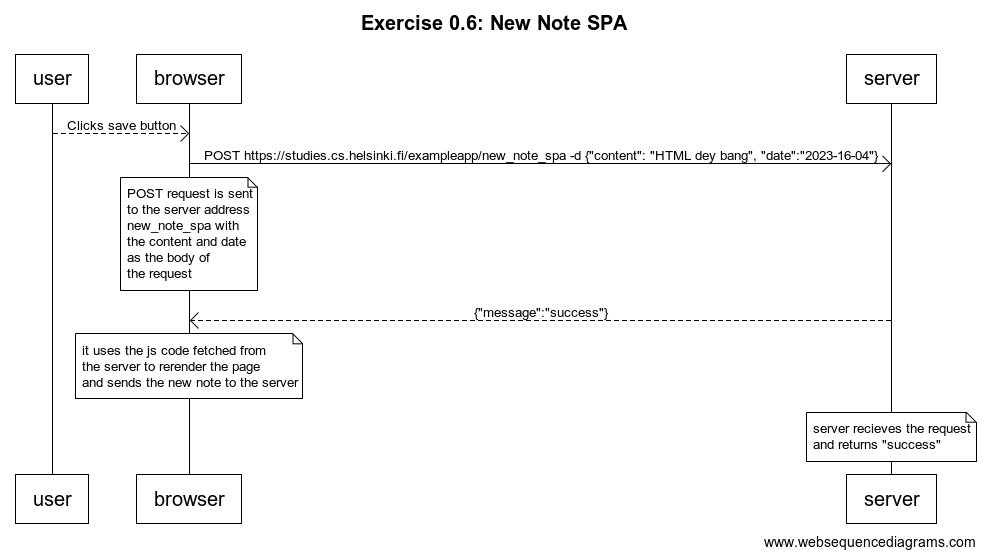 Exercise 0.6: New Note SPA
user
browser
server
Clicks save button
POST https://studies.cs.helsinki.fi/exampleapp/new_note_spa -d {"content": "HTML dey bang", "date":"2023-16-04"}
POST request is sent
to the server address
new_note_spa with
the content and date
as the body of
the request
{"message":"success"}
it uses the js code fetched from
the server to rerender the page
and sends the new note to the server
server recieves the request
and returns "success"
user
browser
server
www.websequencediagrams.com